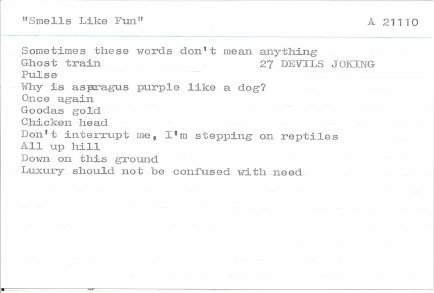 "Smells Like Fun" A 21110
Sometimes these words don't mean anything
Ghost train 27 DEVILS JOKING
Pulse
Why is aspragus purple like a dog?
Once again
Goodas gold
Chicken head
Don't interrupt me, I'm stepping on reptiles
All up hill
Down on this ground
Luxury should not be confused with need